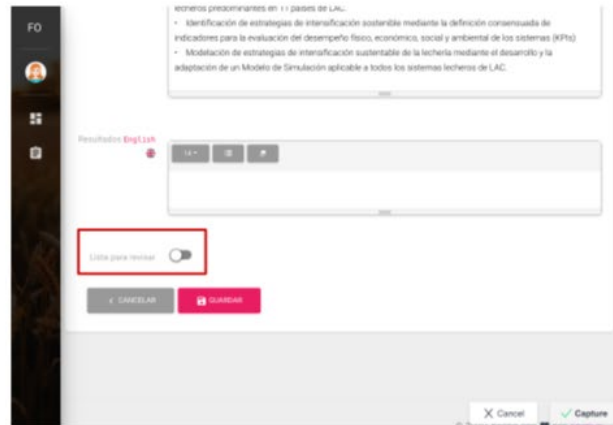 FO
lecheros predominantes en 11 países de LAC.
• Identificación de estrategias de intensificación sostenible mediante la definición consensuada de
indicadores para la evaluación del desempeño físico, económico, social y ambiental de los sistemas (KPIs)
• Modelación de estrategias de intensificación sustentable de la lechería mediante el desarrollo y la
adaptación de un Modelo de Simulación aplicable a todos los sistemas lecheros de LAC.
Resultados English
14
Lista para revisar
CANCELAR
GUARDAR
Cancel
Capture